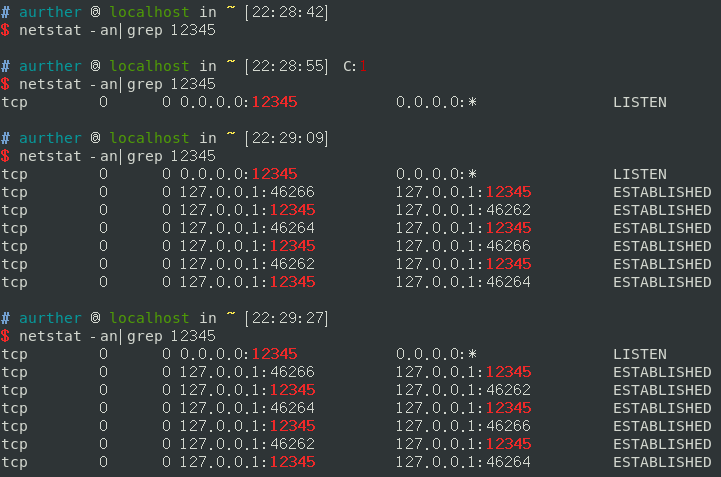 # aurther @ localhost in ~ [22:28:42]
$ netstat -an|grep 12345
# aurther @ localhost in ~ [22:28:55] C:1
$ netstat -an|grep 12345
tcp 0 0 0.0.0.0:12345 0.0.0.0:* LISTEN
# aurther @ localhost in ~ [22:29:09]
$ netstat -an|grep 12345
tcp 0 0 0.0.0.0:12345 0.0.0.0:* LISTEN
tcp 0 0 127.0.0.1:46266 127.0.0.1:12345 ESTABLISHED
tcp 0 0 127.0.0.1:12345 127.0.0.1:46262 ESTABLISHED
tcp 0 0 127.0.0.1:46264 127.0.0.1:12345 ESTABLISHED
tcp 0 0 127.0.0.1:12345 127.0.0.1:46266 ESTABLISHED
tcp 0 0 127.0.0.1:46262 127.0.0.1:12345 ESTABLISHED
tcp 0 0 127.0.0.1:12345 127.0.0.1:46264 ESTABLISHED
# aurther @ localhost in ~ [22:29:27]
$ netstat -an|grep 12345
tcp 0 0 0.0.0.0:12345 0.0.0.0:* LISTEN
tcp 0 0 127.0.0.1:46266 127.0.0.1:12345 ESTABLISHED
tcp 0 0 127.0.0.1:12345 127.0.0.1:46262 ESTABLISHED
tcp 0 0 127.0.0.1:46264 127.0.0.1:12345 ESTABLISHED
tcp 0 0 127.0.0.1:12345 127.0.0.1:46266 ESTABLISHED
tcp 0 0 127.0.0.1:46262 127.0.0.1:12345 ESTABLISHED
tcp 0 0 127.0.0.1:12345 127.0.0.1:46264 ESTABLISHED